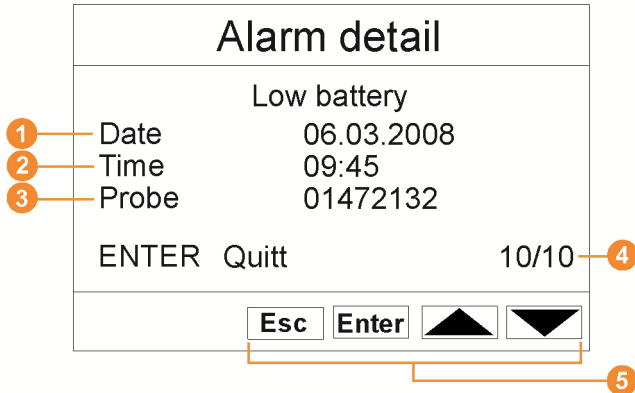 Alarm detail
Low battery
1 Date 06.03.2008
2 Time 09:45
3 Probe 01472132
ENTER Quitt 10/10 4
Esc Enter
5